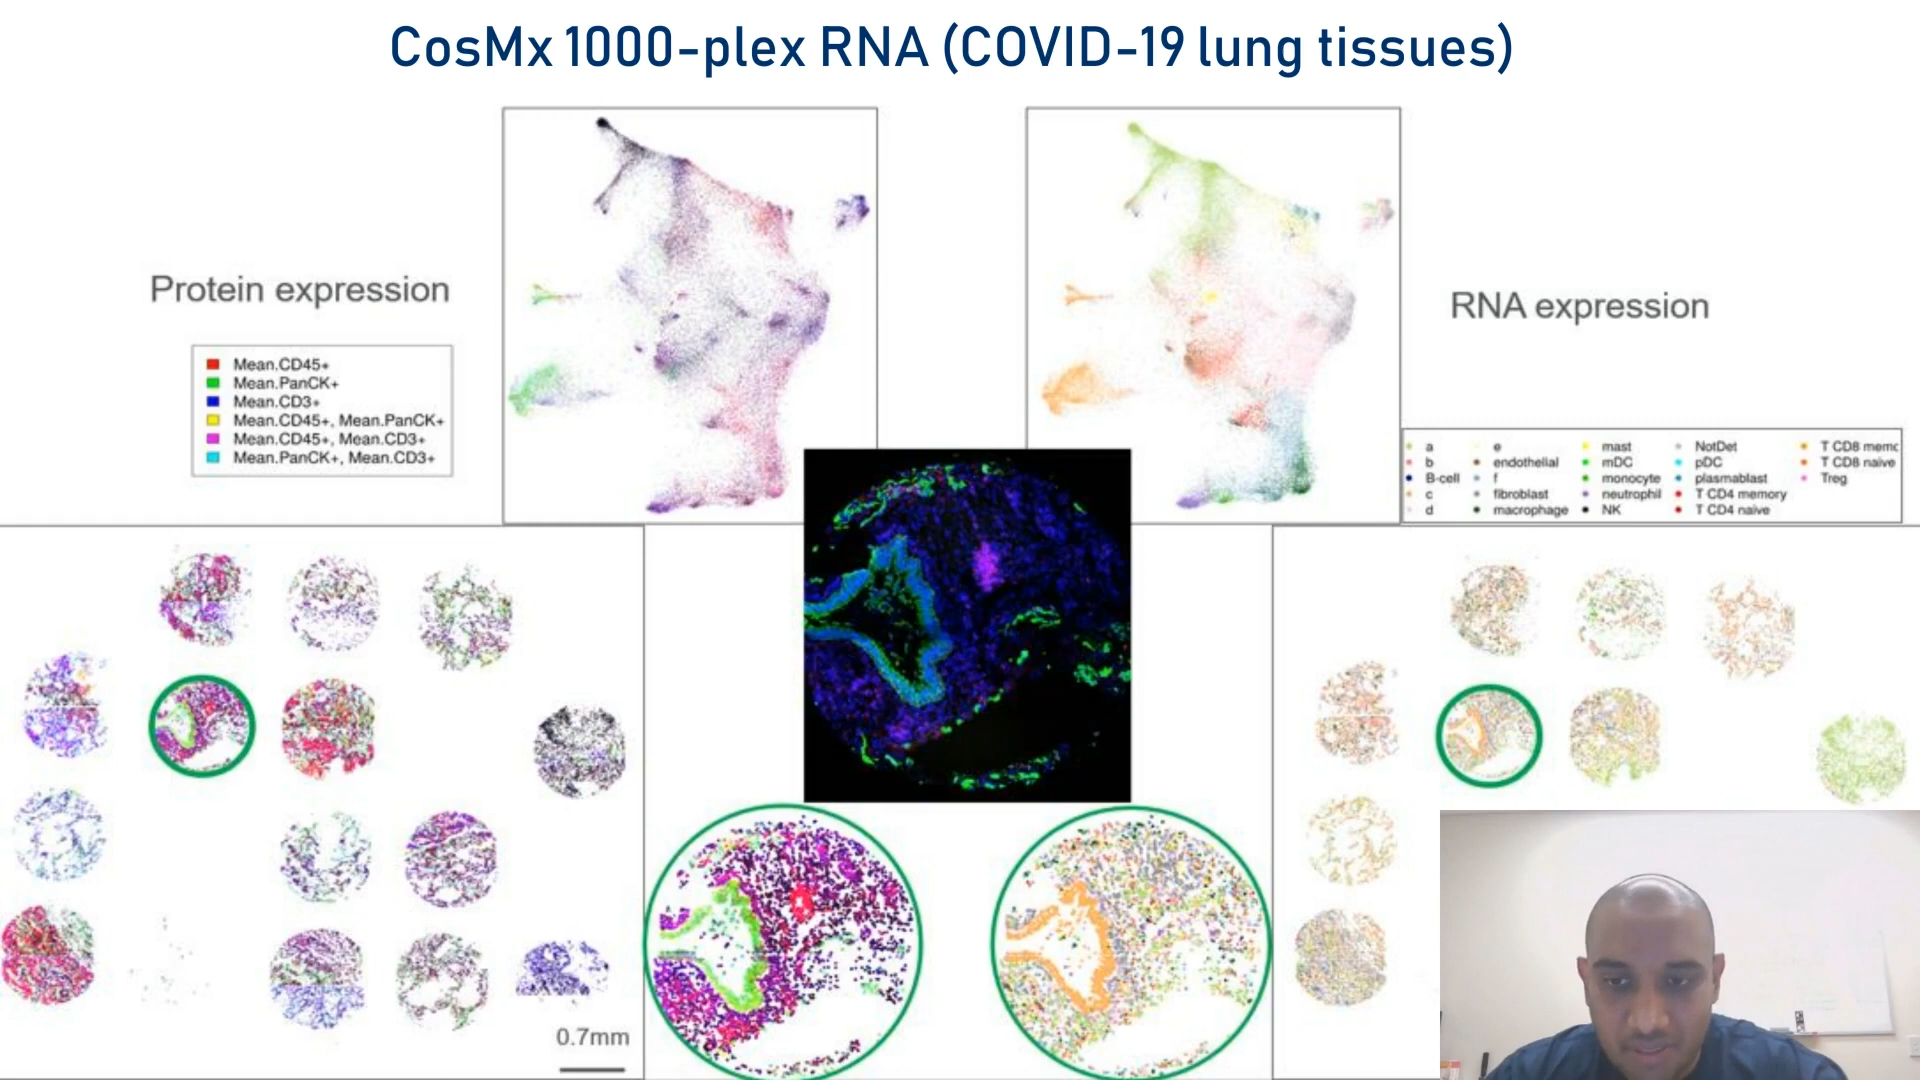 CosMx 1000-plex RNA (COVID-19 lung tissues)
Protein expression
Mean.CD45+
Mean.PanCK+
Mean.CD3+
Mean.CD45+, Mean.PanCK+
Mean.CD45+, Mean.CD3+
Mean.PanCK+, Mean.CD3+
RNA expression
a e mast NotDet T CD8 memc
b endothelial mDC pDC T CD8 naive
B-cell f monocyte plasmablast Treg
c fibroblast neutrophil T CD4 memory
d macrophage NK T CD4 naive
0.7mm